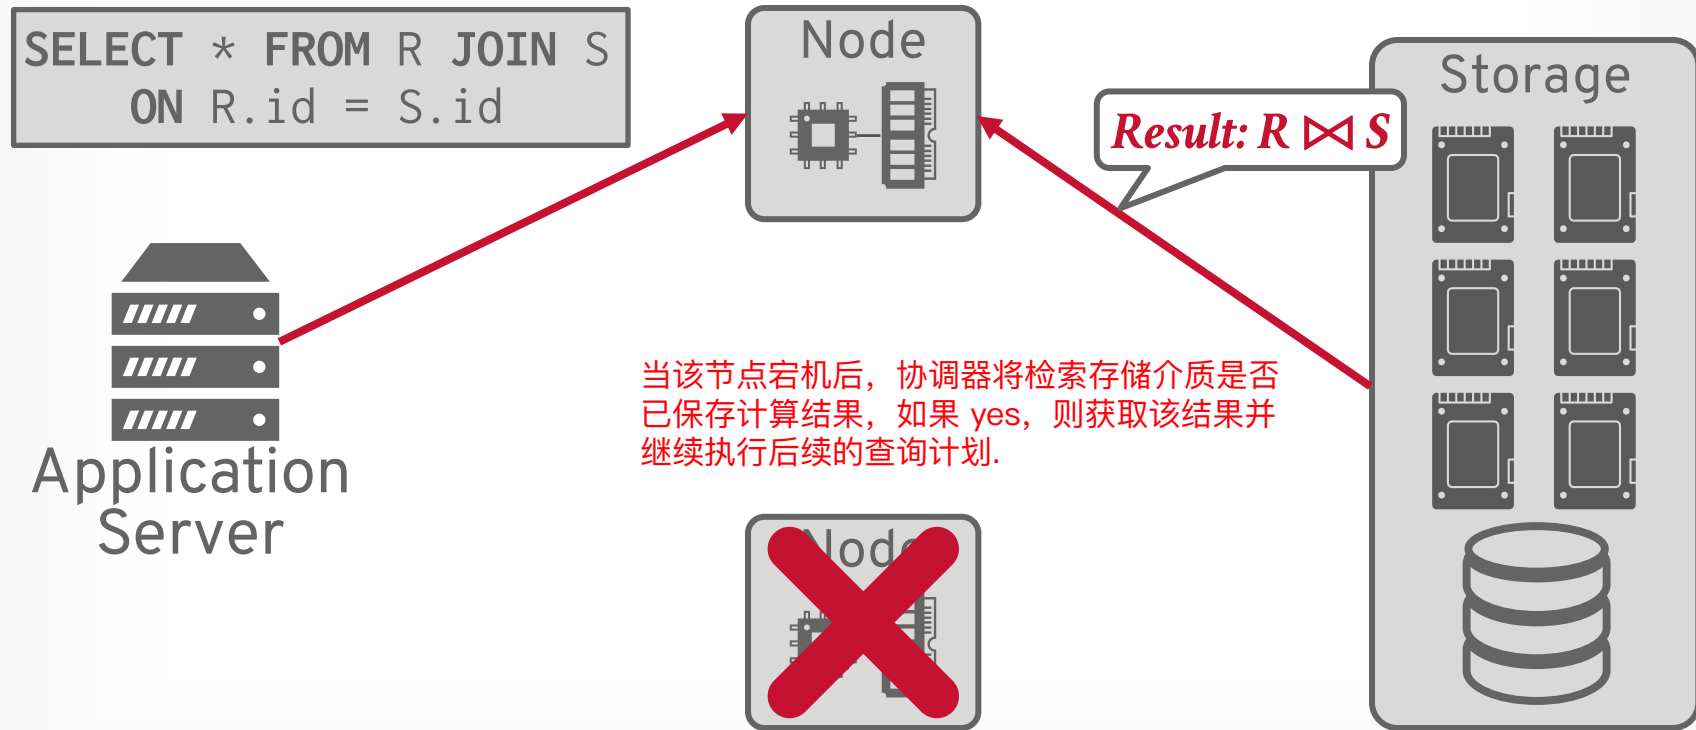 SELECT * FROM R JOIN S
ON R.id = S.id
Node
Storage
Result: R ⋈ S
当该节点宕机后，协调器将检索存储介质是否
已保存计算结果，如果 yes，则获取该结果并
继续执行后续的查询计划.
Application
Server
Node